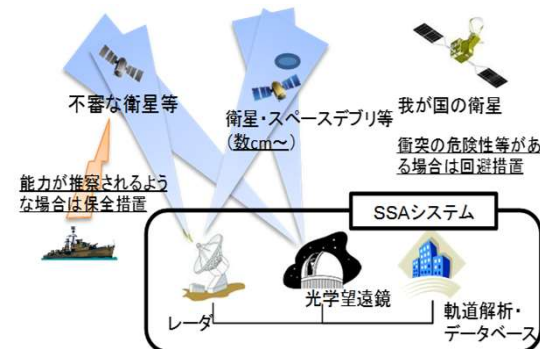 不審な衛星等
衛星・スペースデブリ等
(数cm～)
我が国の衛星
衝突の危険性等があ
る場合は回避措置
能力が推察されるよう
な場合は保全措置
SSAシステム
レーダ
光学望遠鏡
軌道解析・
データベース